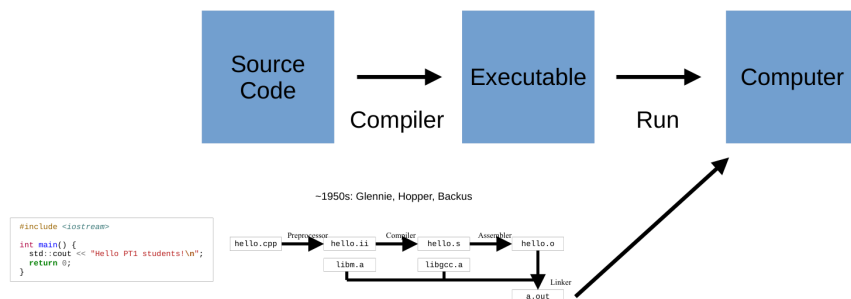 Source
Code
Compiler
Executable
Run
Computer
~1950s: Glennie, Hopper, Backus
#include <iostream>
int main() {
  std::cout << "Hello PT1 students!\n";
  return 0;
}
hello.cpp
Preprocessor
hello.ii
Compiler
hello.s
Assembler
hello.o
libm.a
libgcc.a
Linker
a.out